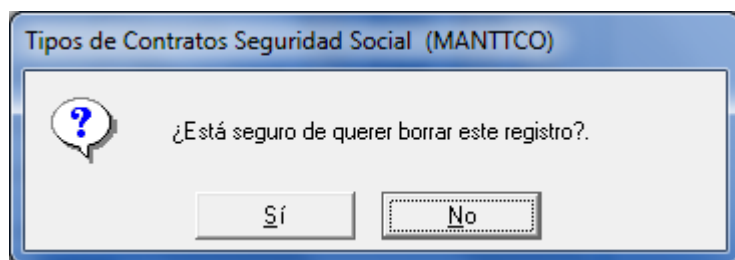 Tipos de Contratos Seguridad Social (MANTTCO)
?
¿Está seguro de querer borrar este registro?.
Sí No